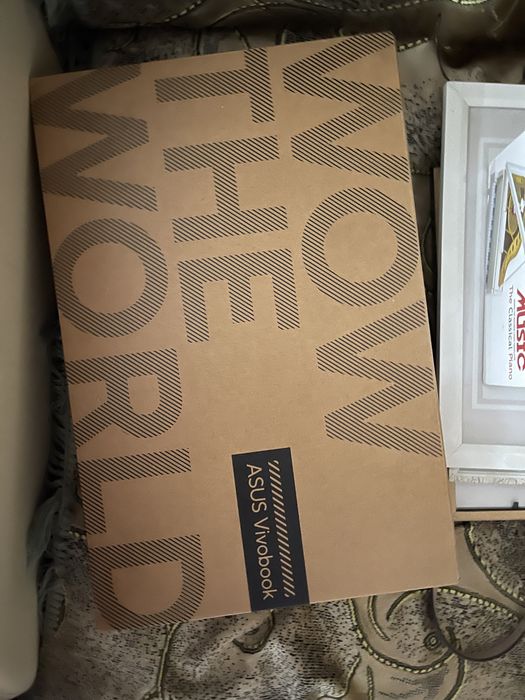 WOW
THE
WORLD
ASUS Vivobook
MUSIC
The Classical Piano